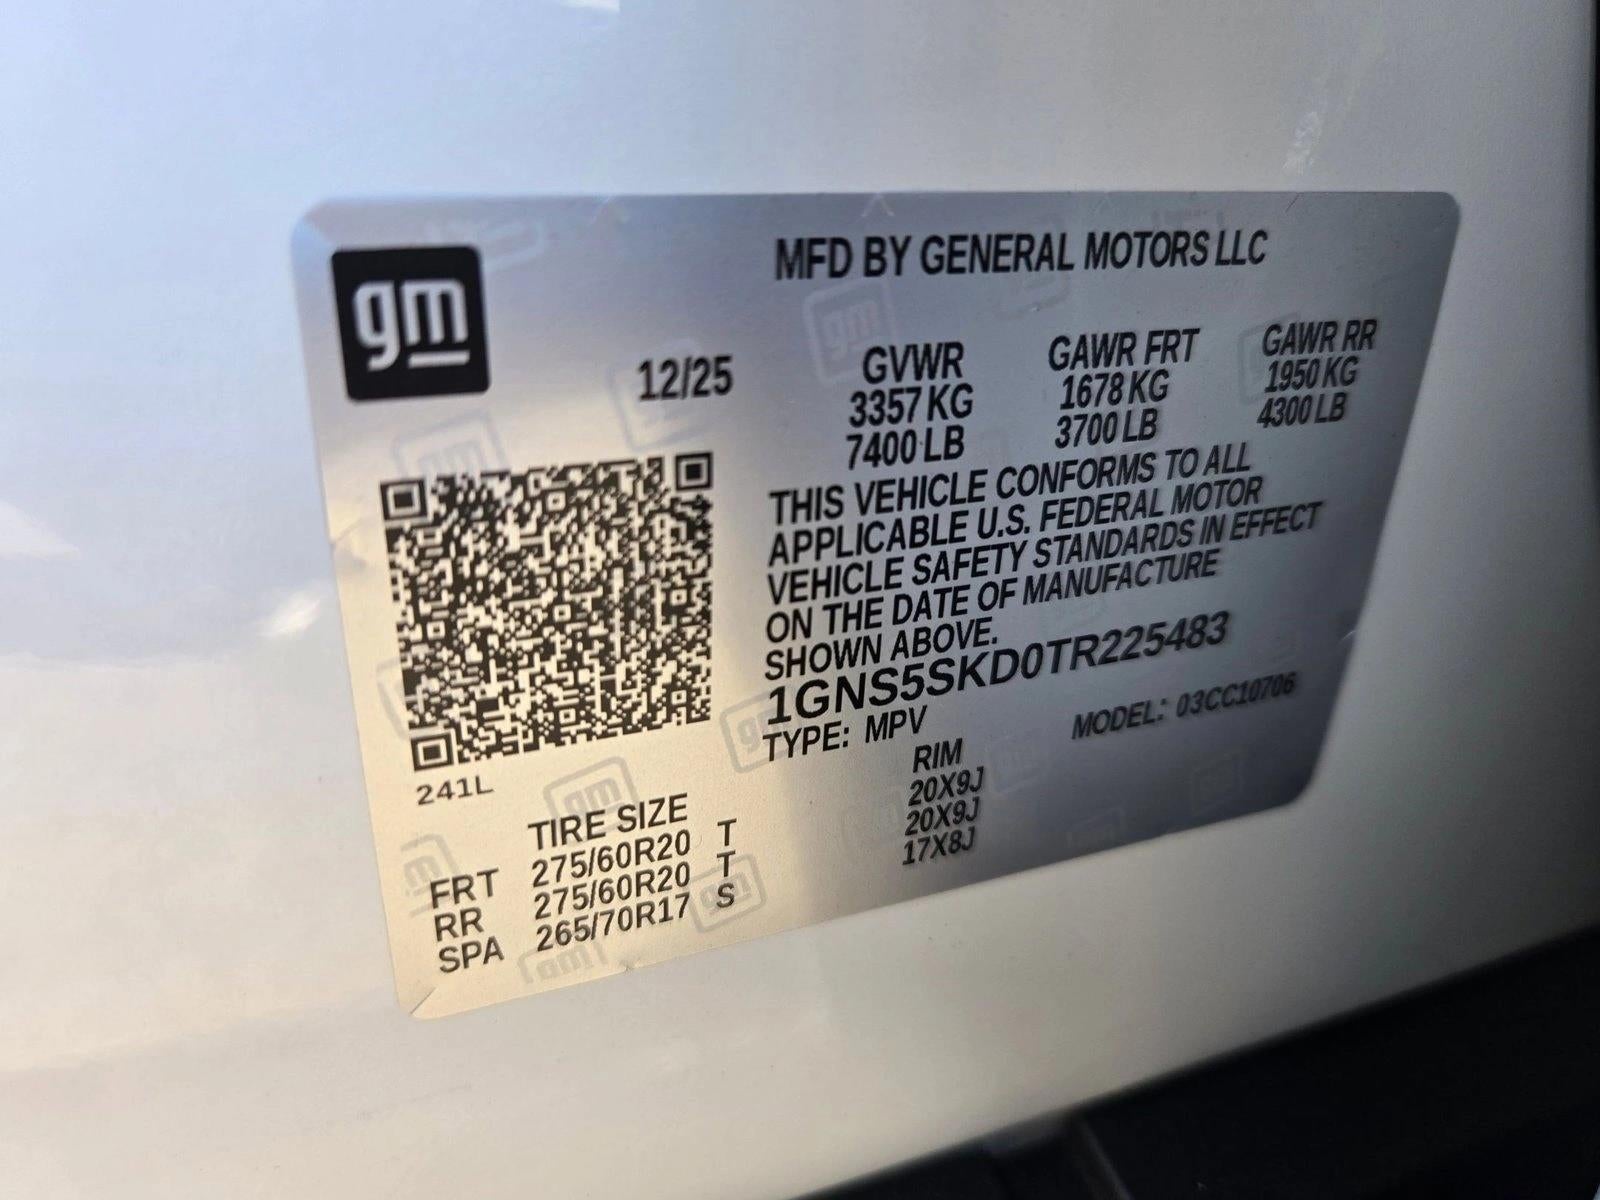 gm
MFD BY GENERAL MOTORS LLC
12/25
GVWR GAWR FRT GAWR RR
3357 KG 1678 KG 1950 KG
7400 LB 3700 LB 4300 LB
THIS VEHICLE CONFORMS TO ALL
APPLICABLE U.S. FEDERAL MOTOR
VEHICLE SAFETY STANDARDS IN EFFECT
ON THE DATE OF MANUFACTURE
SHOWN ABOVE.
1GNS5SKD0TR225483
TYPE: MPV MODEL: 03CC10706
241L
TIRE SIZE RIM
FRT 275/60R20 T 20X9J
RR 275/60R20 T 20X9J
SPA 265/70R17 S 17X8J